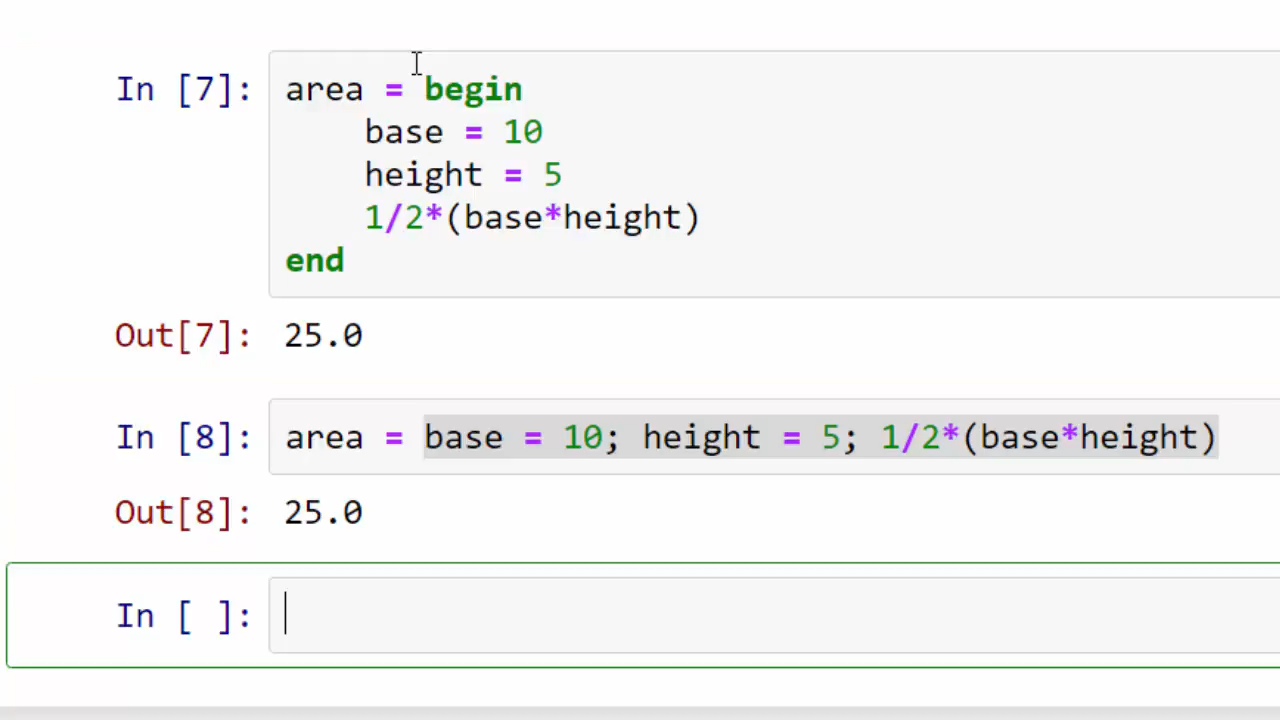 In [7]: area = begin
    base = 10
    height = 5
    1/2*(base*height)
end
Out[7]: 25.0
In [8]: area = base = 10; height = 5; 1/2*(base*height)
Out[8]: 25.0
In [ ]: